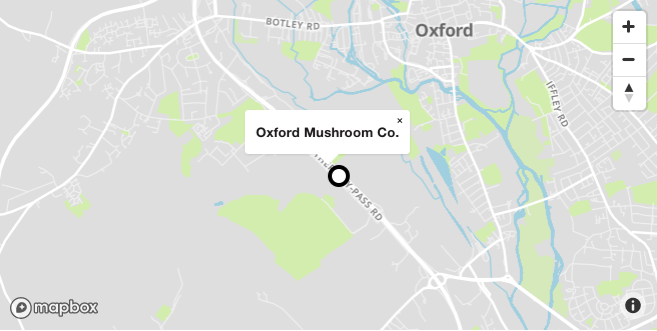 BOTLEY RD
Oxford
IFFLEY RD
×
Oxford Mushroom Co.
-PASS RD
mapbox